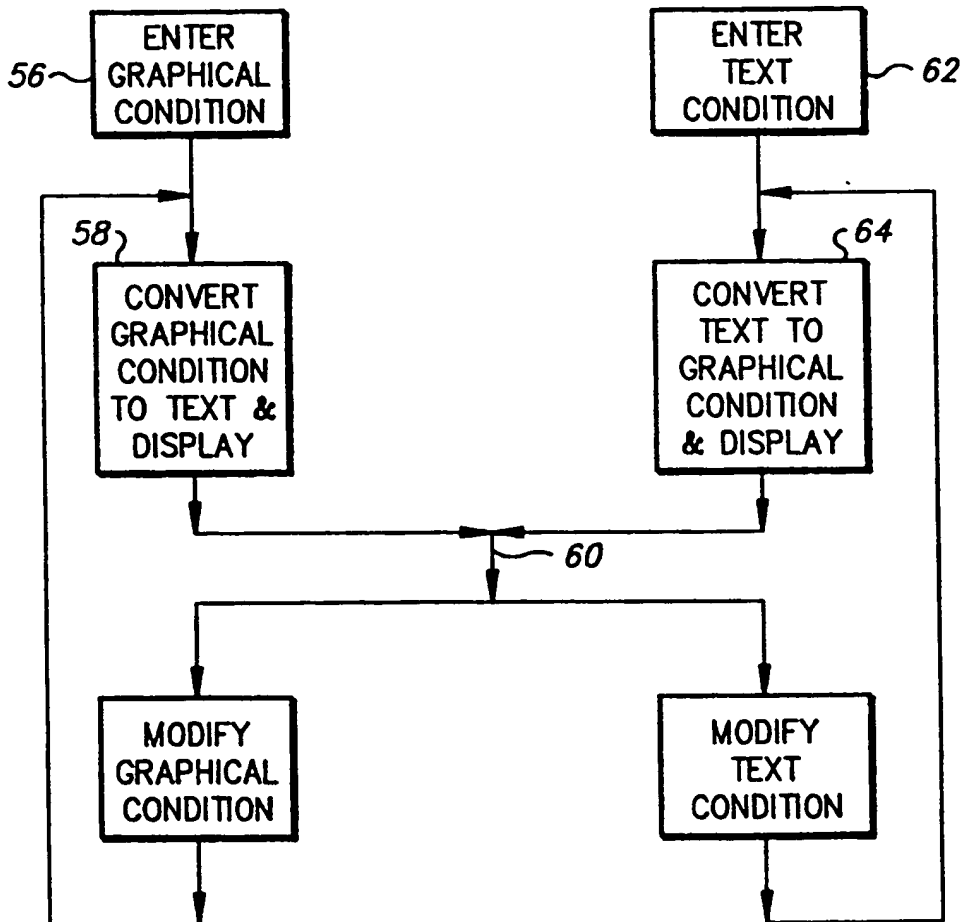 ENTER
GRAPHICAL
CONDITION
56
ENTER
TEXT
CONDITION
62
58
CONVERT
GRAPHICAL
CONDITION
TO TEXT &
DISPLAY
64
CONVERT
TEXT TO
GRAPHICAL
CONDITION
& DISPLAY
60
MODIFY
GRAPHICAL
CONDITION
MODIFY
TEXT
CONDITION